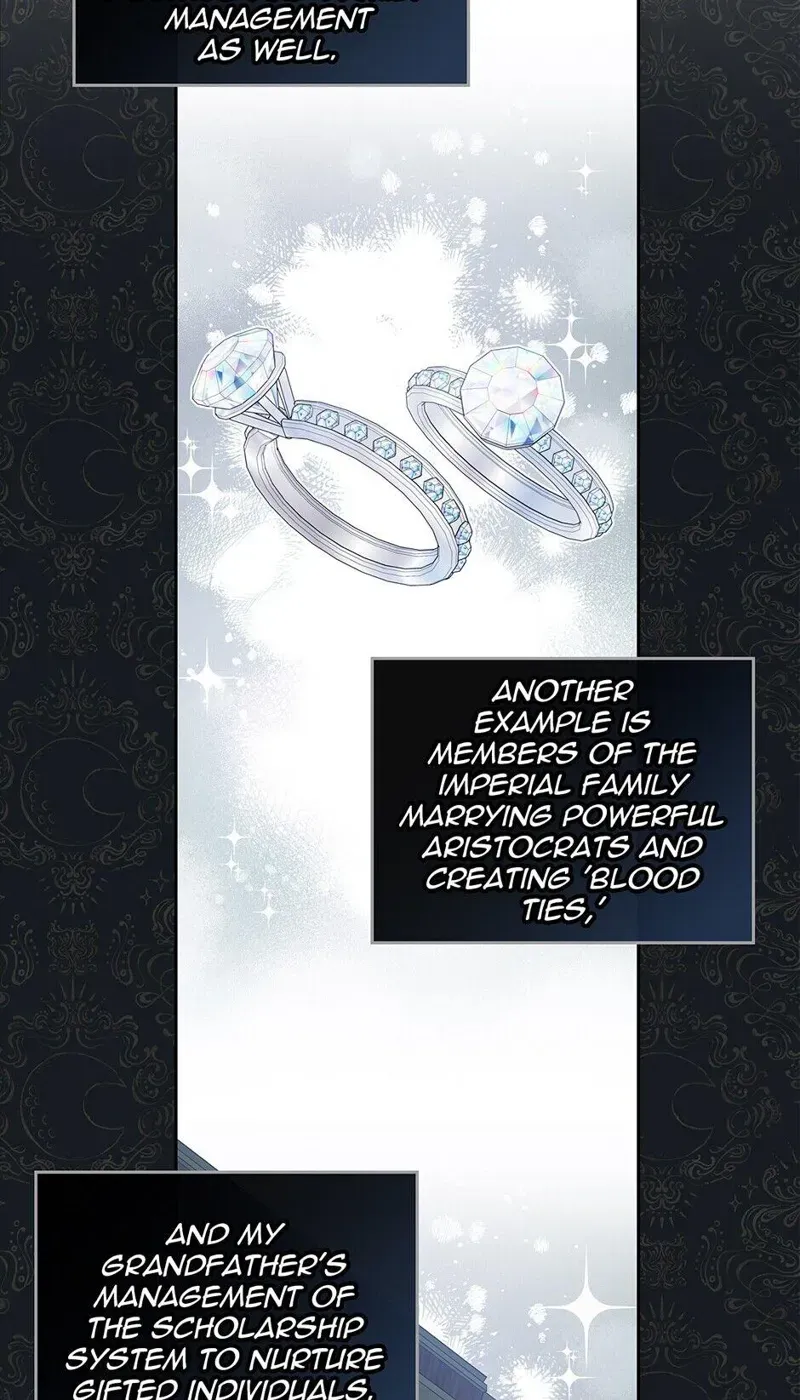 MANAGEMENT
AS WELL.
ANOTHER
EXAMPLE IS
MEMBERS OF THE
IMPERIAL FAMILY
MARRYING POWERFUL
ARISTOCRATS AND
CREATING 'BLOOD
TIES,'
AND MY
GRANDFATHER'S
MANAGEMENT OF
THE SCHOLARSHIP
SYSTEM TO NURTURE
GIFTED INDIVIDUALS,